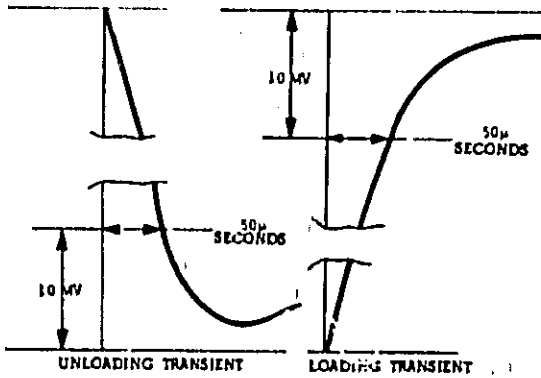 10 MV
50μ
SECONDS
10 MV
50μ
SECONDS
UNLOADING TRANSIENT
LOADING TRANSIENT